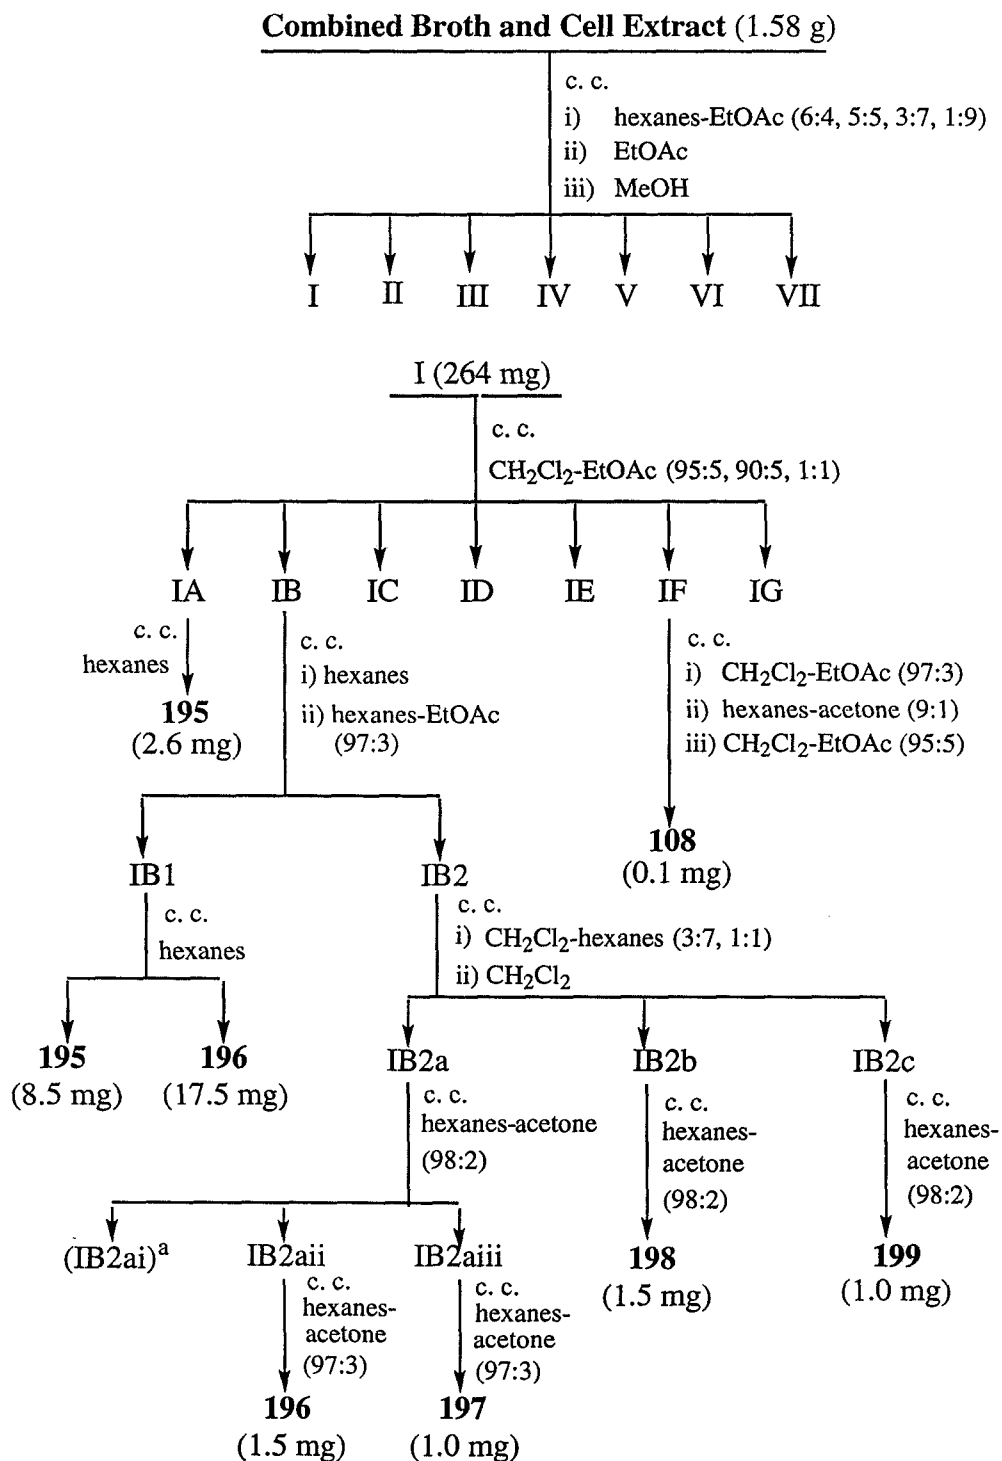 Combined Broth and Cell Extract (1.58 g)
c. c.
i) hexanes-EtOAc (6:4, 5:5, 3:7, 1:9)
ii) EtOAc
iii) MeOH
I II III IV V VI VII
I (264 mg)
c. c.
CH₂Cl₂-EtOAc (95:5, 90:5, 1:1)
IA IB IC ID IE IF IG
c. c.
hexanes
195
(2.6 mg)
c. c.
i) hexanes
ii) hexanes-EtOAc
(97:3)
c. c.
i) CH₂Cl₂-EtOAc (97:3)
ii) hexanes-acetone (9:1)
iii) CH₂Cl₂-EtOAc (95:5)
108
(0.1 mg)
IB1 IB2
c. c.
hexanes
c. c.
i) CH₂Cl₂-hexanes (3:7, 1:1)
ii) CH₂Cl₂
195 196
(8.5 mg) (17.5 mg)
IB2a IB2b IB2c
c. c.
hexanes-acetone
(98:2)
c. c.
hexanes-
acetone
(98:2)
c. c.
hexanes-
acetone
(98:2)
(IB2ai)ᵃ IB2aii IB2aiii
198
(1.5 mg)
199
(1.0 mg)
c. c.
hexanes-
acetone
(97:3)
c. c.
hexanes-
acetone
(97:3)
196
(1.5 mg)
197
(1.0 mg)